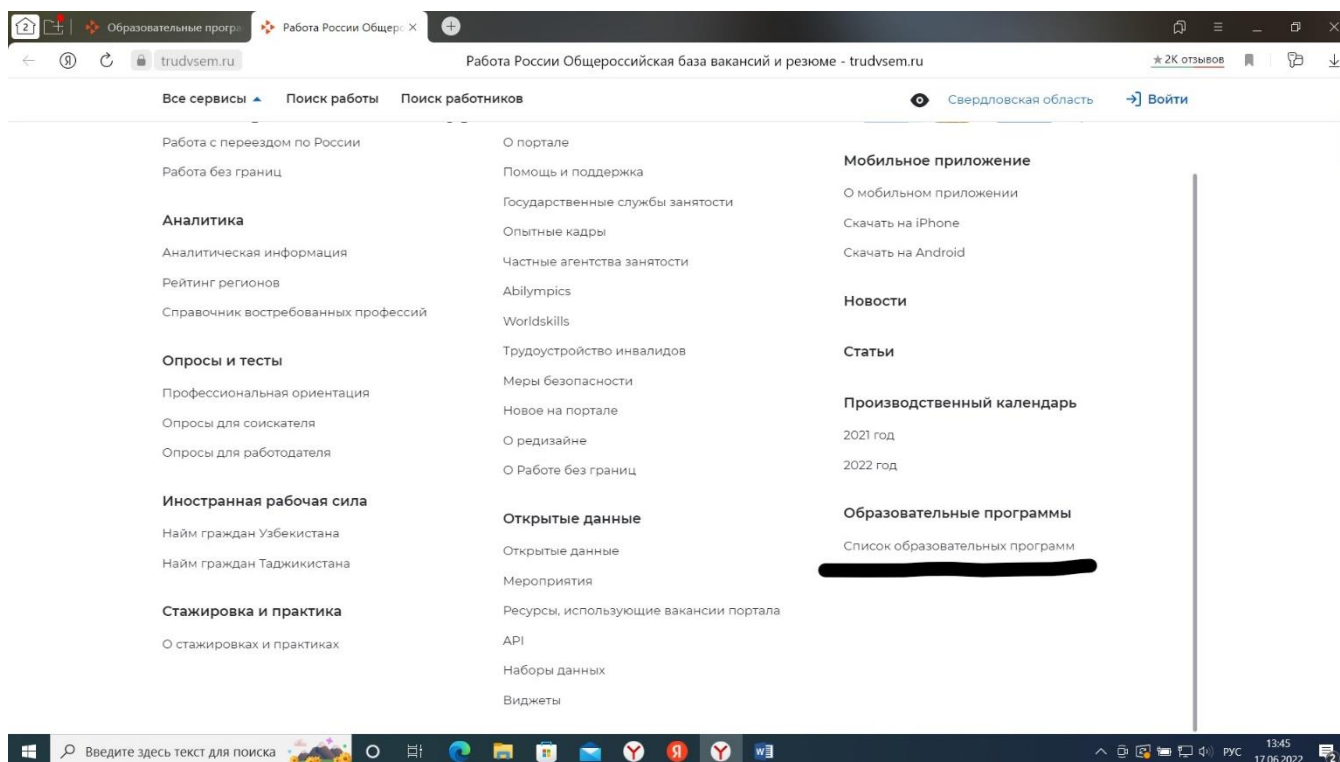 2
Образовательные програ
Работа России Общерс
trudvsem.ru
Работа России Общероссийская база вакансий и резюме - trudvsem.ru
★ 2K отзывов
Все сервисы
Поиск работы
Поиск работников
Свердловская область
Войти
Работа с переездом по России
Работа без границ
Аналитика
Аналитическая информация
Рейтинг регионов
Справочник востребованных профессий
Опросы и тесты
Профессиональная ориентация
Опросы для соискателя
Опросы для работодателя
Иностранная рабочая сила
Найм граждан Узбекистана
Найм граждан Таджикистана
Стажировка и практика
О стажировках и практиках
О портале
Помощь и поддержка
Государственные службы занятости
Опытные кадры
Частные агентства занятости
Abilympics
Worldskills
Трудоустройство инвалидов
Меры безопасности
Новое на портале
О редизайне
О Работе без границ
Открытые данные
Открытые данные
Мероприятия
Ресурсы, использующие вакансии портала
API
Наборы данных
Виджеты
Мобильное приложение
О мобильном приложении
Скачать на iPhone
Скачать на Android
Новости
Статьи
Производственный календарь
2021 год
2022 год
Образовательные программы
Список образовательных программ
Введите здесь текст для поиска
РУС
13:45
17.06.2022